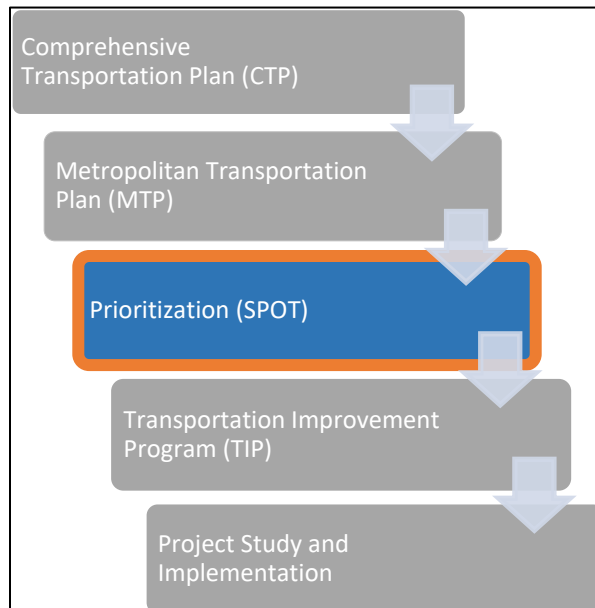 Comprehensive
Transportation Plan (CTP)
Metropolitan Transportation
Plan (MTP)
Prioritization (SPOT)
Transportation Improvement
Program (TIP)
Project Study and
Implementation